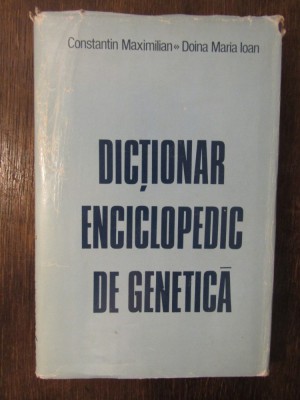 Constantin Maximilian • Doina Maria Ioan
DICȚIONAR
ENCICLOPEDIC
DE GENETICĂ